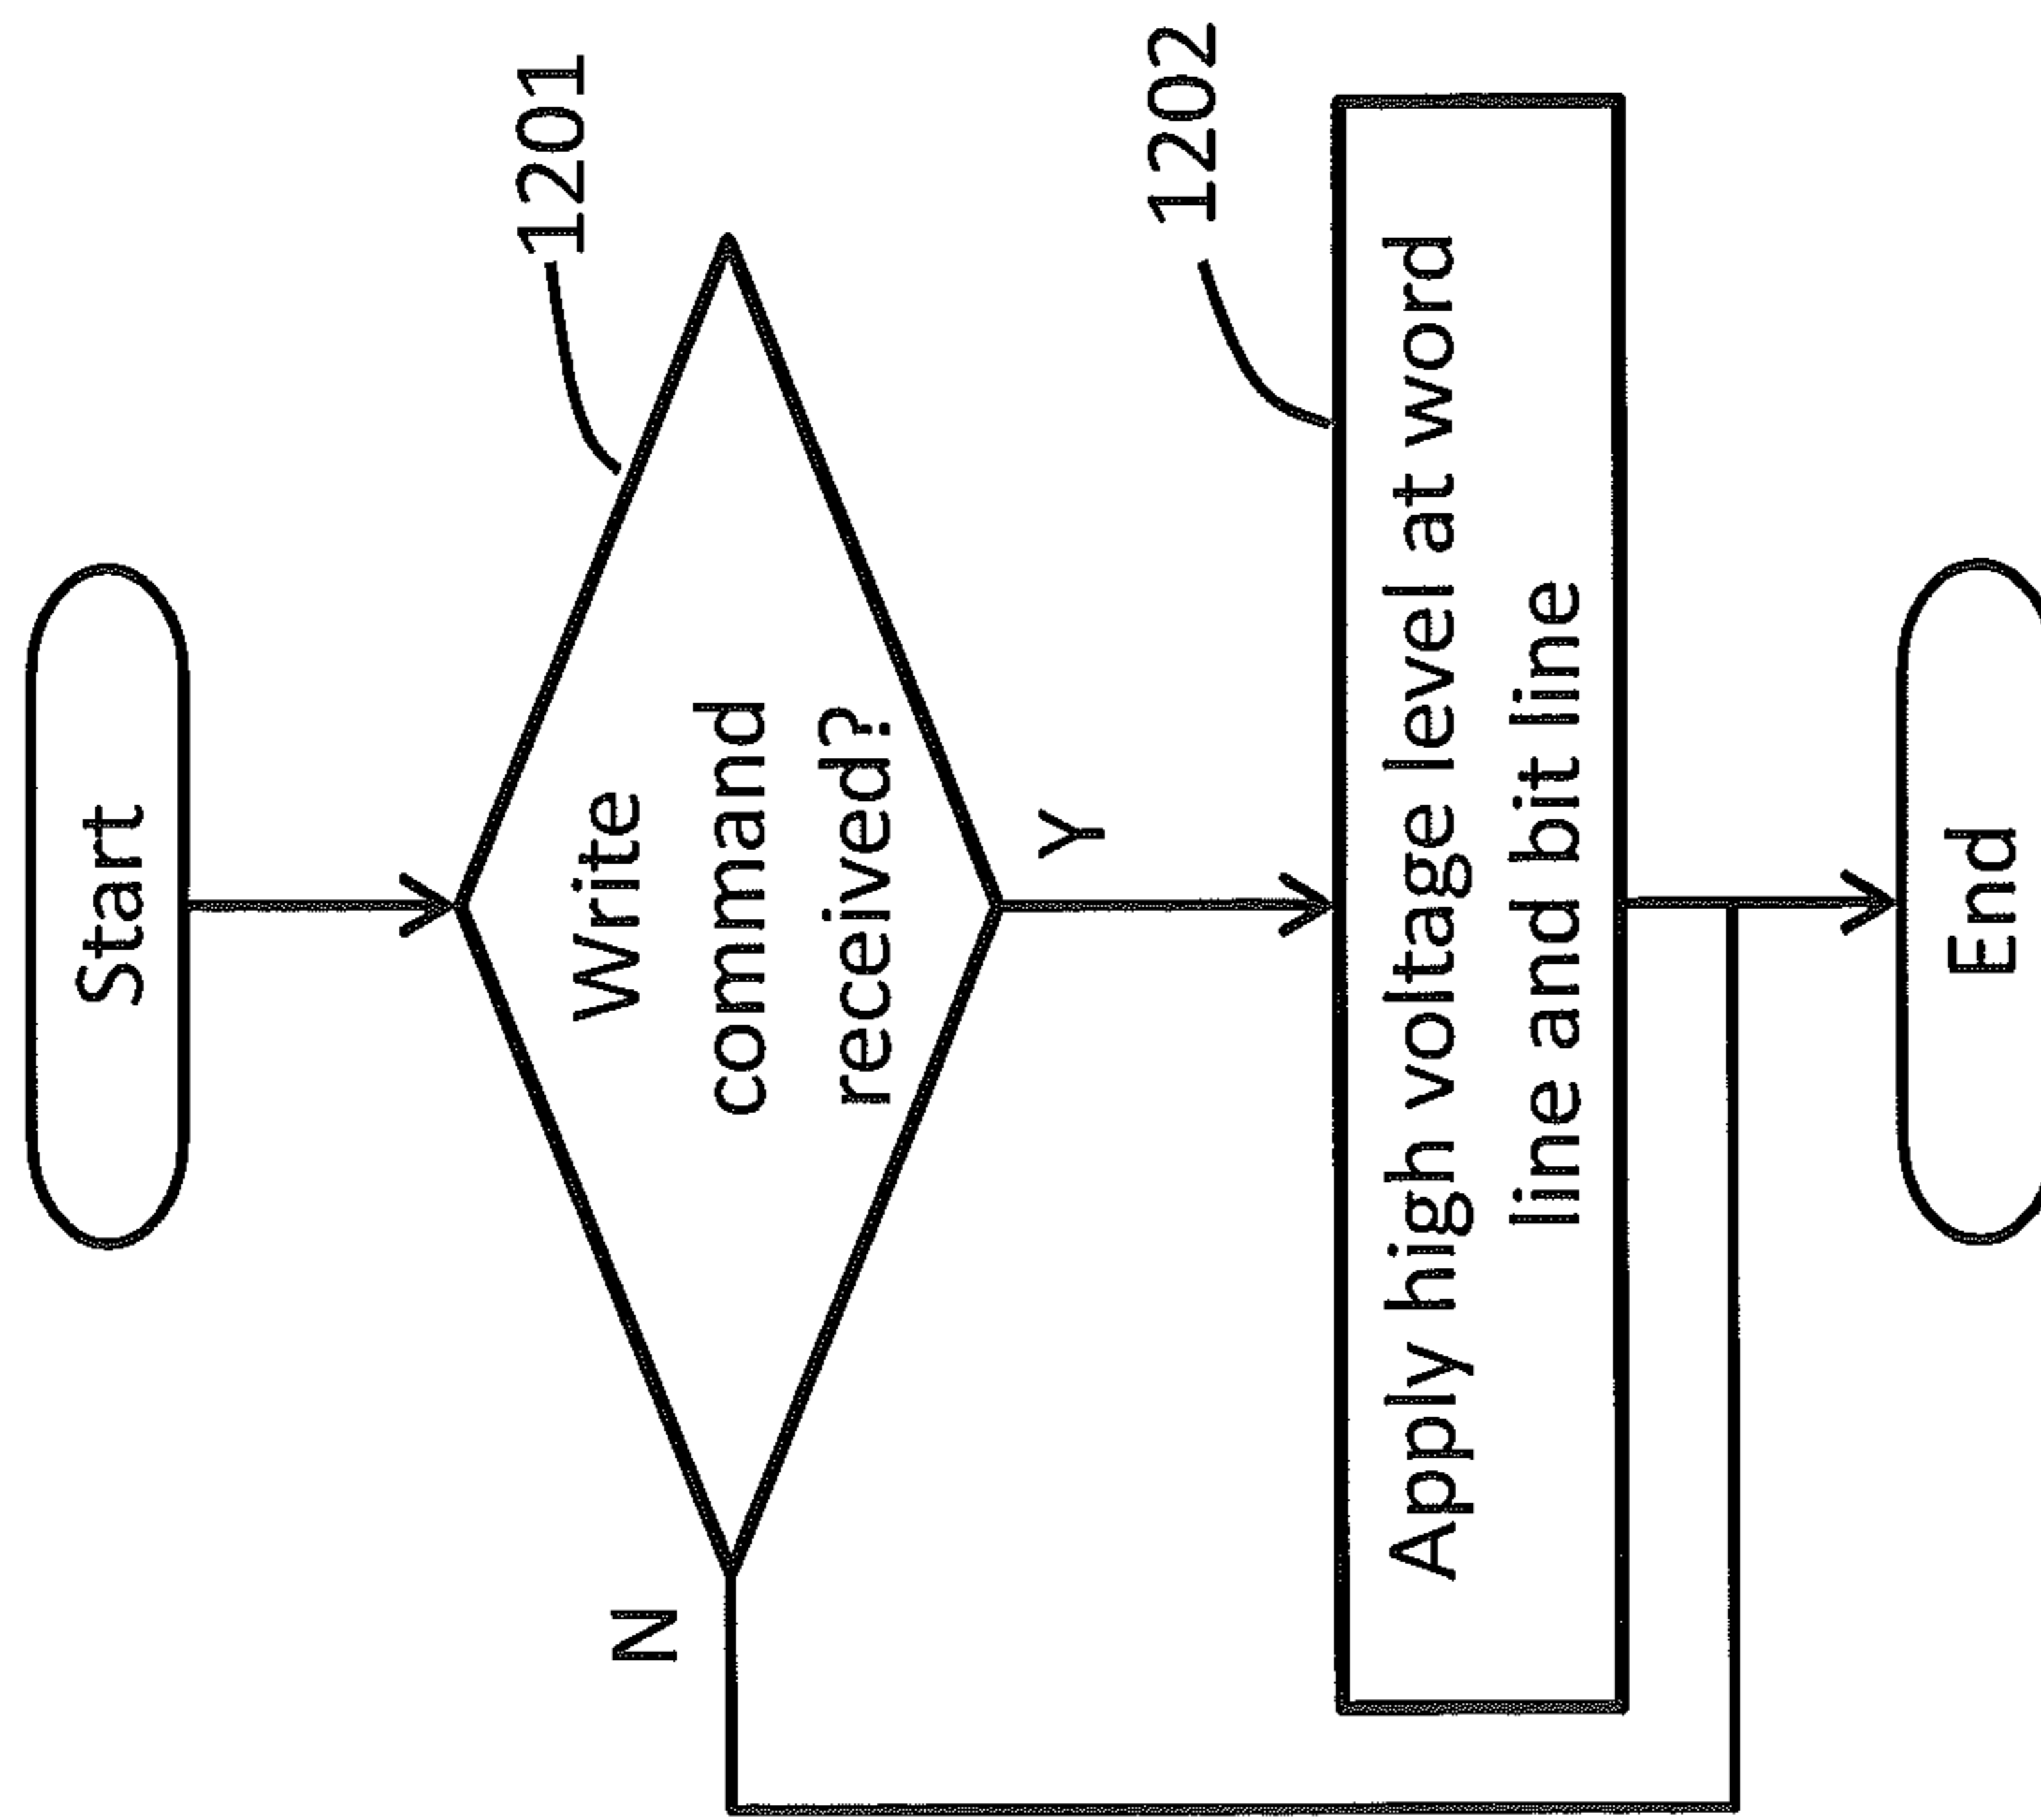 Start
1201
Write
command
received?
N
Y
1202
Apply high voltage level at word
line and bit line
End